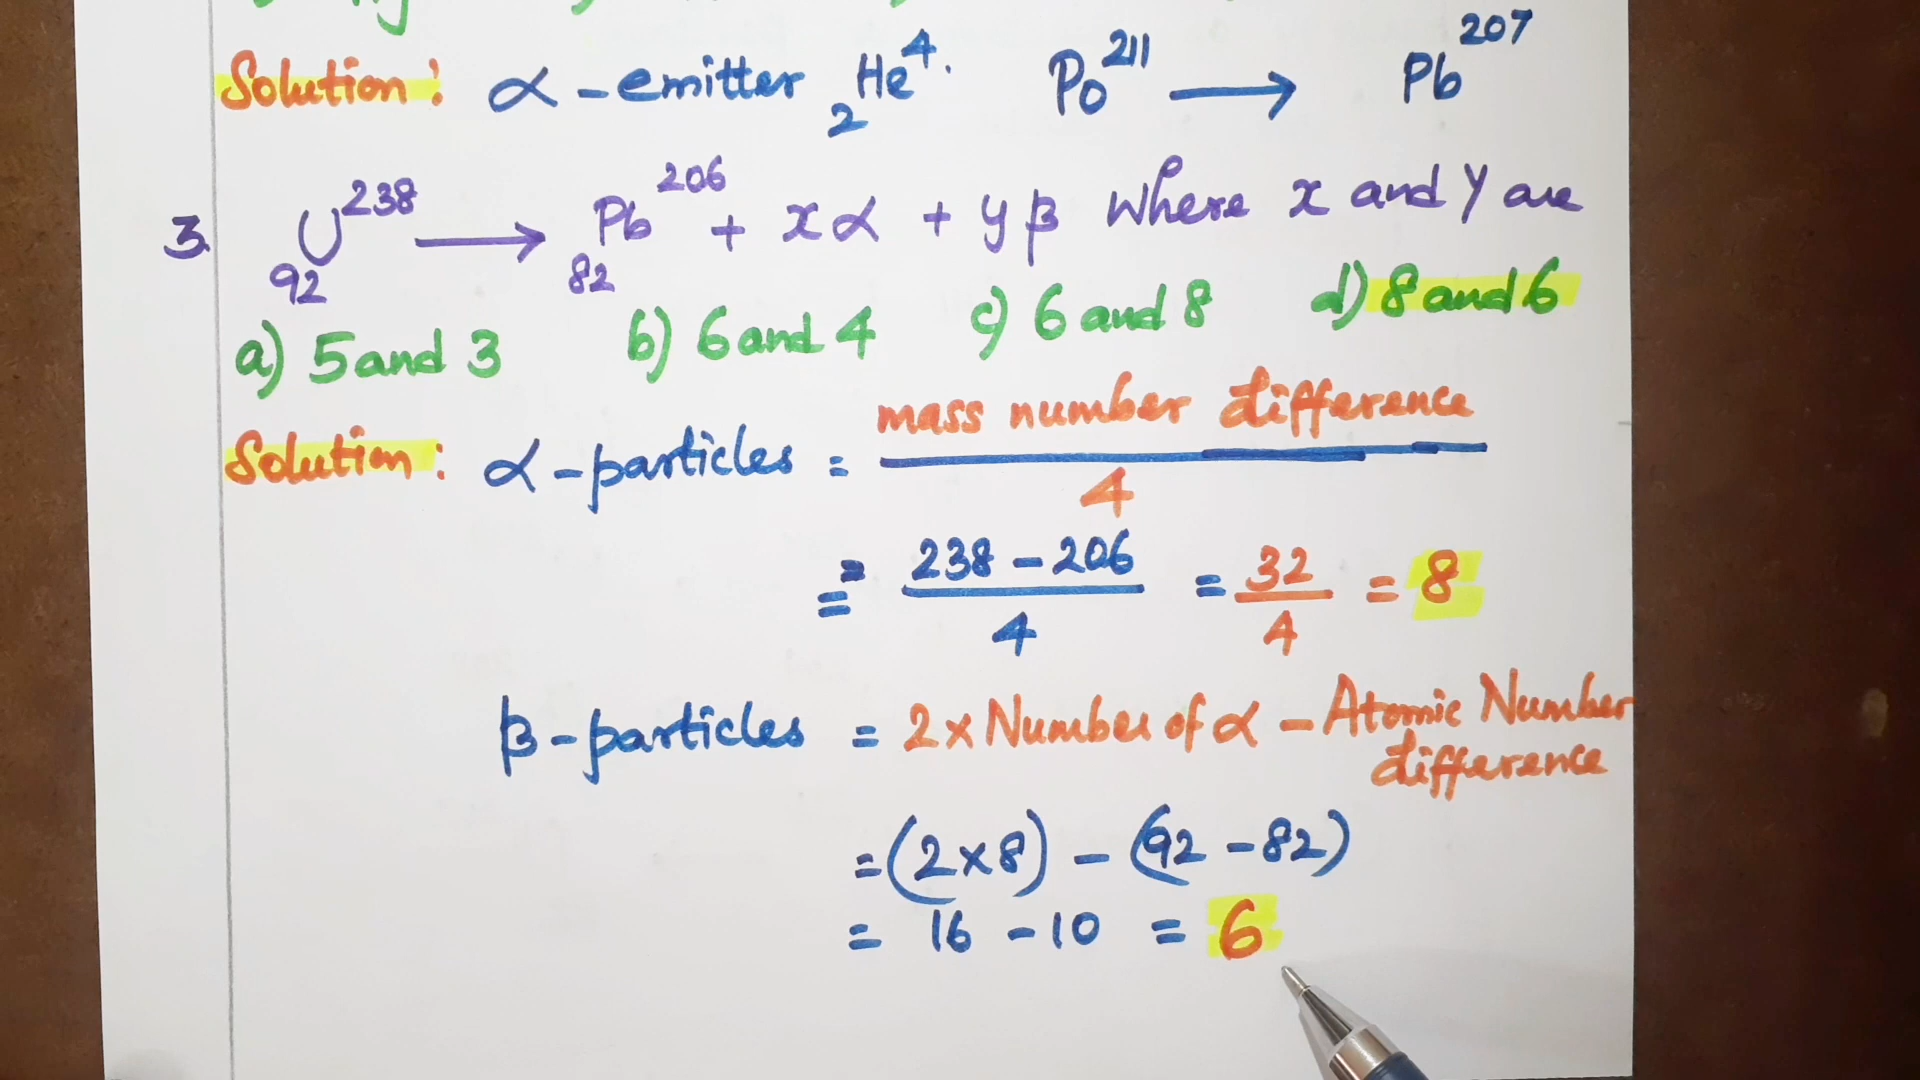 Solution: α-emitter ₂He⁴. Po²¹¹ ⟶ Pb²⁰⁷
3. ₉₂U²³⁸ ⟶ ₈₂Pb²⁰⁶ + xα + yβ where x and y are
a) 5 and 3 b) 6 and 4 c) 6 and 8 d) 8 and 6
Solution: α-particles = mass number difference / 4
= 238 - 206 / 4 = 32 / 4 = 8
β-particles = 2 x Number of α - Atomic Number
difference
= (2 x 8) - (92 - 82)
= 16 - 10 = 6